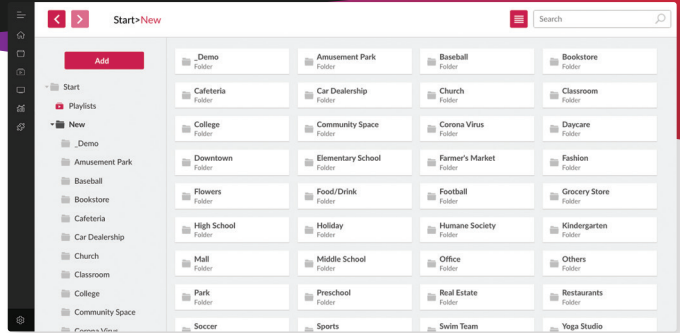 Start>New
Search
Add
Start
Playlists
New
_Demo
Amusement Park
Baseball
Bookstore
Cafeteria
Car Dealership
Church
Classroom
College
Community Space
Corona Virus
_Demo
Folder
Amusement Park
Folder
Baseball
Folder
Bookstore
Folder
Cafeteria
Folder
Car Dealership
Folder
Church
Folder
Classroom
Folder
College
Folder
Community Space
Folder
Corona Virus
Folder
Daycare
Folder
Downtown
Folder
Elementary School
Folder
Farmer's Market
Folder
Fashion
Folder
Flowers
Folder
Food/Drink
Folder
Football
Folder
Grocery Store
Folder
High School
Folder
Holiday
Folder
Humane Society
Folder
Kindergarten
Folder
Mall
Folder
Middle School
Folder
Office
Folder
Others
Folder
Park
Folder
Preschool
Folder
Real Estate
Folder
Restaurants
Folder
Soccer
Sports
Swim Team
Yoga Studio